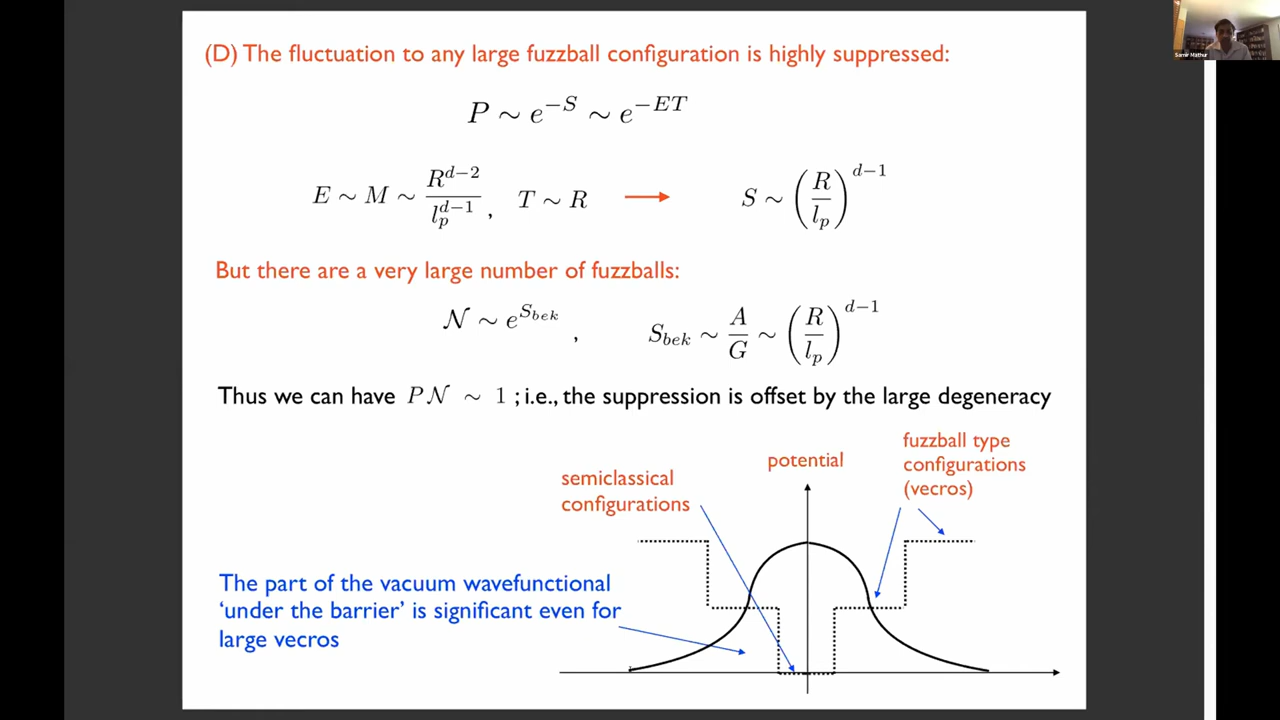 Samir Mathur
(D) The fluctuation to any large fuzzball configuration is highly suppressed:
P ∼ e^{−S} ∼ e^{−ET}
E ∼ M ∼ R^{d−2} / l_p^{d−1} , T ∼ R → S ∼ (R / l_p)^{d−1}
But there are a very large number of fuzzballs:
𝒩 ∼ e^{S_{bek}} , S_{bek} ∼ A / G ∼ (R / l_p)^{d−1}
Thus we can have P𝒩 ∼ 1 ; i.e., the suppression is offset by the large degeneracy
semiclassical
configurations
potential
fuzzball type
configurations
(vecros)
The part of the vacuum wavefunctional
‘under the barrier’ is significant even for
large vecros